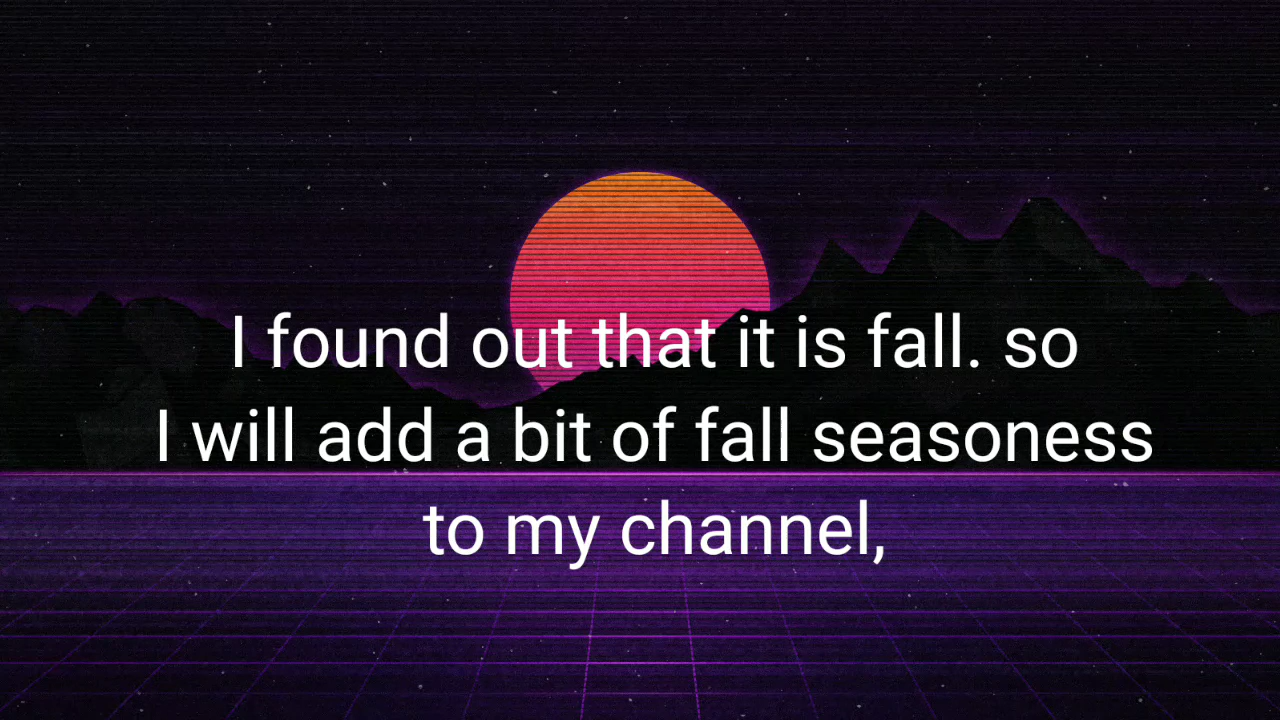 I found out that it is fall. so
I will add a bit of fall seasoness
to my channel,